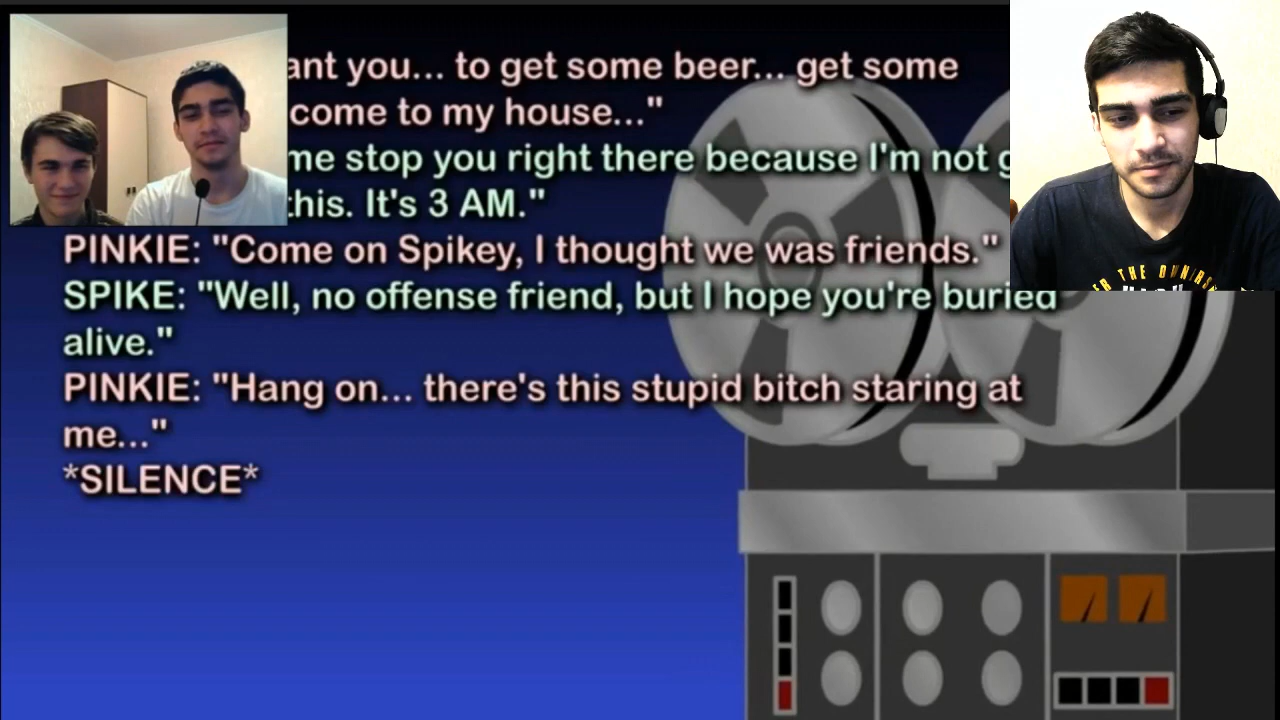 ant you... to get some beer... get some
come to my house..."
me stop you right there because I'm not g
this. It's 3 AM."
PINKIE: "Come on Spikey, I thought we was friends."
SPIKE: "Well, no offense friend, but I hope you're buried
alive."
PINKIE: "Hang on... there's this stupid bitch staring at
me..."
*SILENCE*
THE